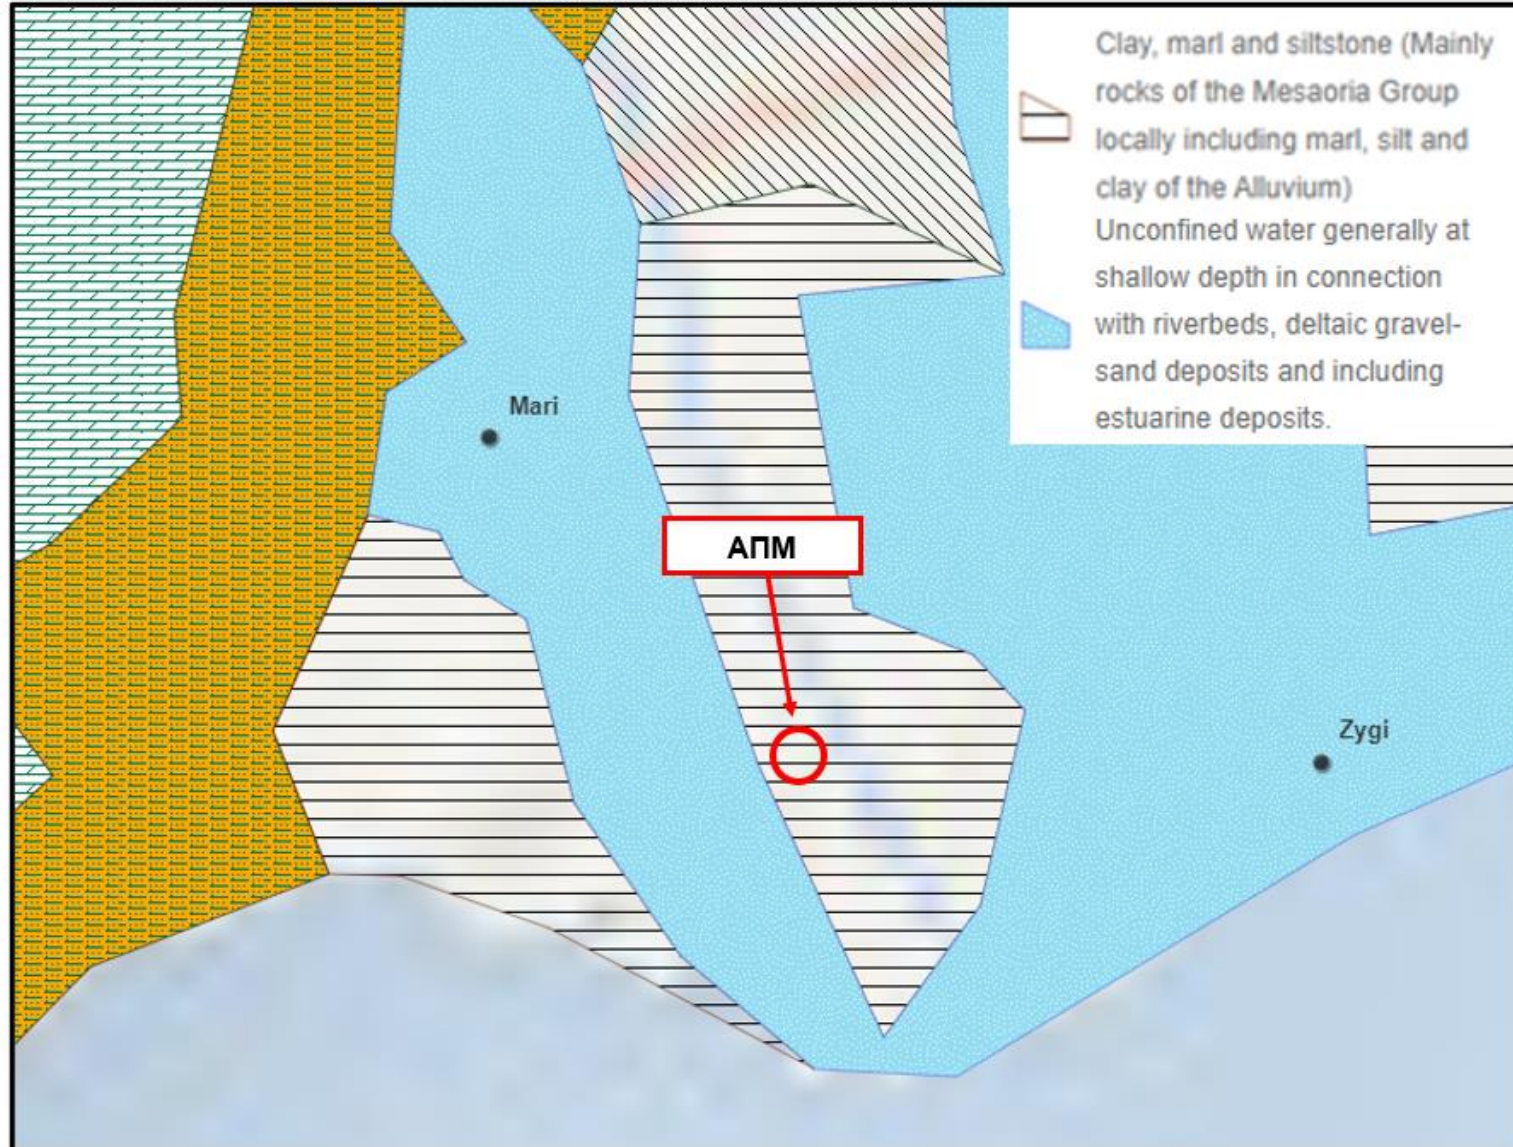 Clay, marl and siltstone (Mainly
rocks of the Mesaoria Group
locally including marl, silt and
clay of the Alluvium)
Unconfined water generally at
shallow depth in connection
with riverbeds, deltaic gravel-
sand deposits and including
estuarine deposits.
Mari
ΑΠΜ
Zygi